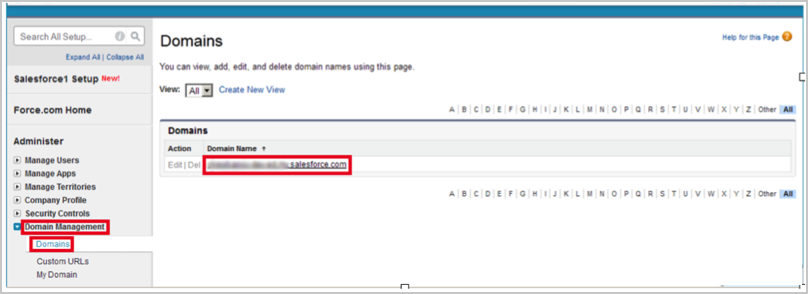 Search All Setup...
Expand All | Collapse All
Salesforce1 Setup New!
Force.com Home
Administer
Manage Users
Manage Apps
Manage Territories
Company Profile
Security Controls
Domain Management
Domains
Custom URLs
My Domain
Domains
Help for this Page
You can view, add, edit, and delete domain names using this page.
View: All Create New View
A | B | C | D | E | F | G | H | I | J | K | L | M | N | O | P | Q | R | S | T | U | V | W | X | Y | Z | Other | All
Domains
Action Domain Name ↑
Edit | Del .salesforce.com
A | B | C | D | E | F | G | H | I | J | K | L | M | N | O | P | Q | R | S | T | U | V | W | X | Y | Z | Other | All